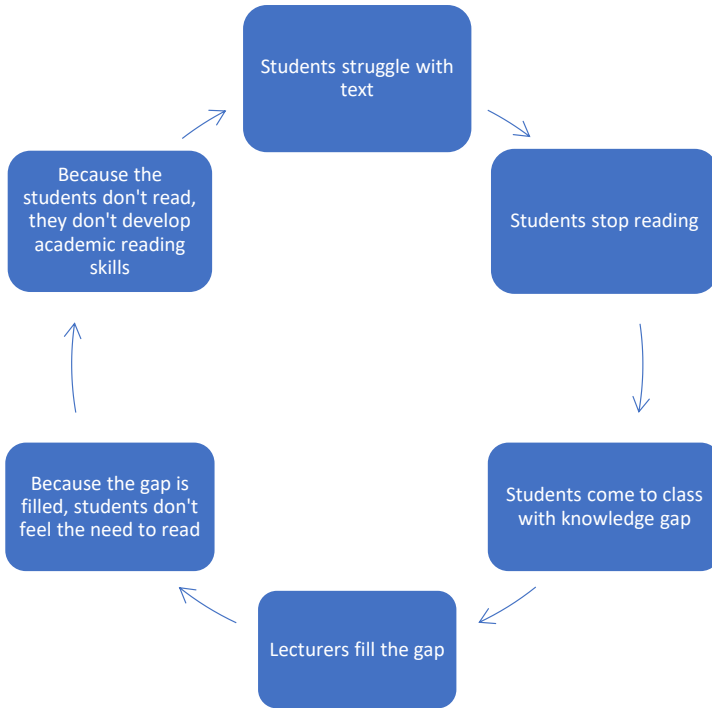 Students struggle with
text
Students stop reading
Students come to class
with knowledge gap
Lecturers fill the gap
Because the gap is
filled, students don't
feel the need to read
Because the
students don't read,
they don't develop
academic reading
skills